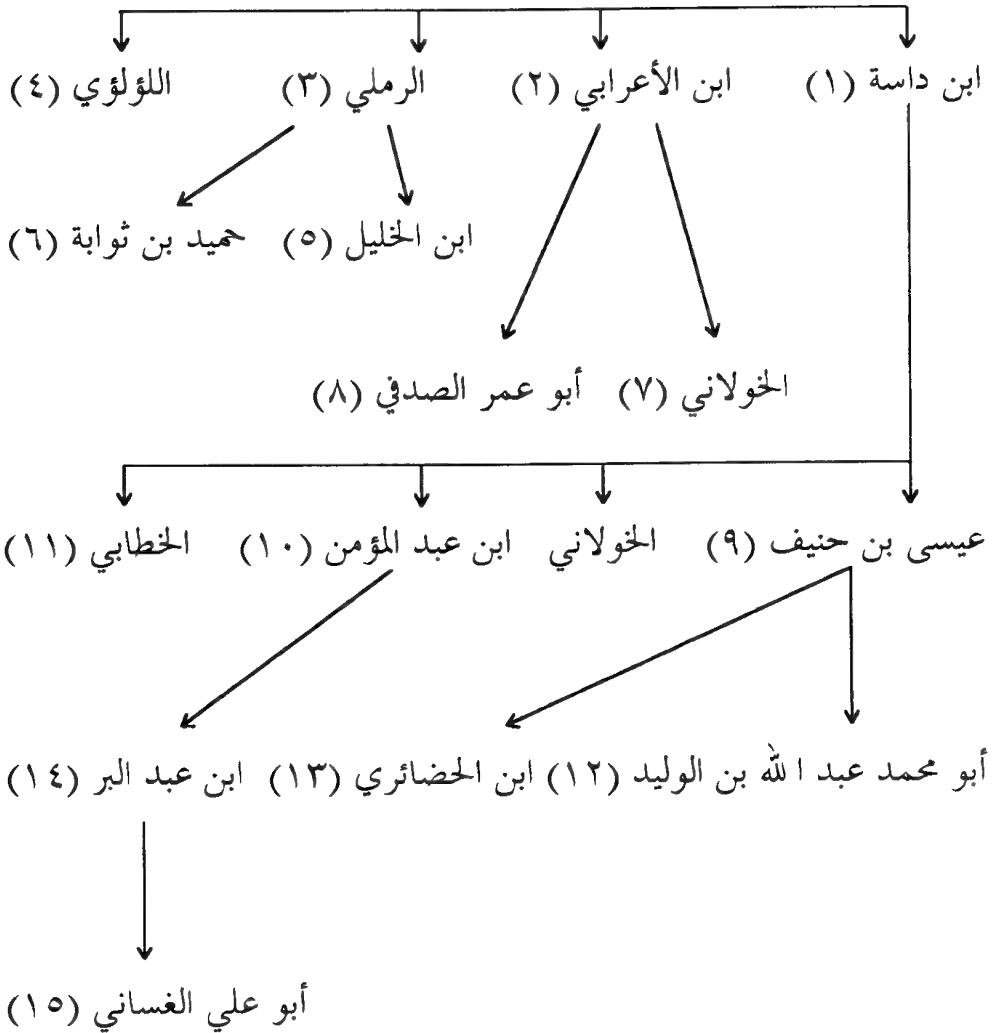 ابن داسة (١) ابن الأعرابي (٢) الرملي (٣) اللؤلؤي (٤)
ابن الخليل (٥) حميد بن ثوابة (٦)
الخولاني (٧) أبو عمر الصدفي (٨)
عيسى بن حنيف (٩) الخولاني ابن عبد المؤمن (١٠) الخطابي (١١)
أبو محمد عبد الله بن الوليد (١٢) ابن الحضائري (١٣) ابن عبد البر (١٤)
أبو علي الغساني (١٥)